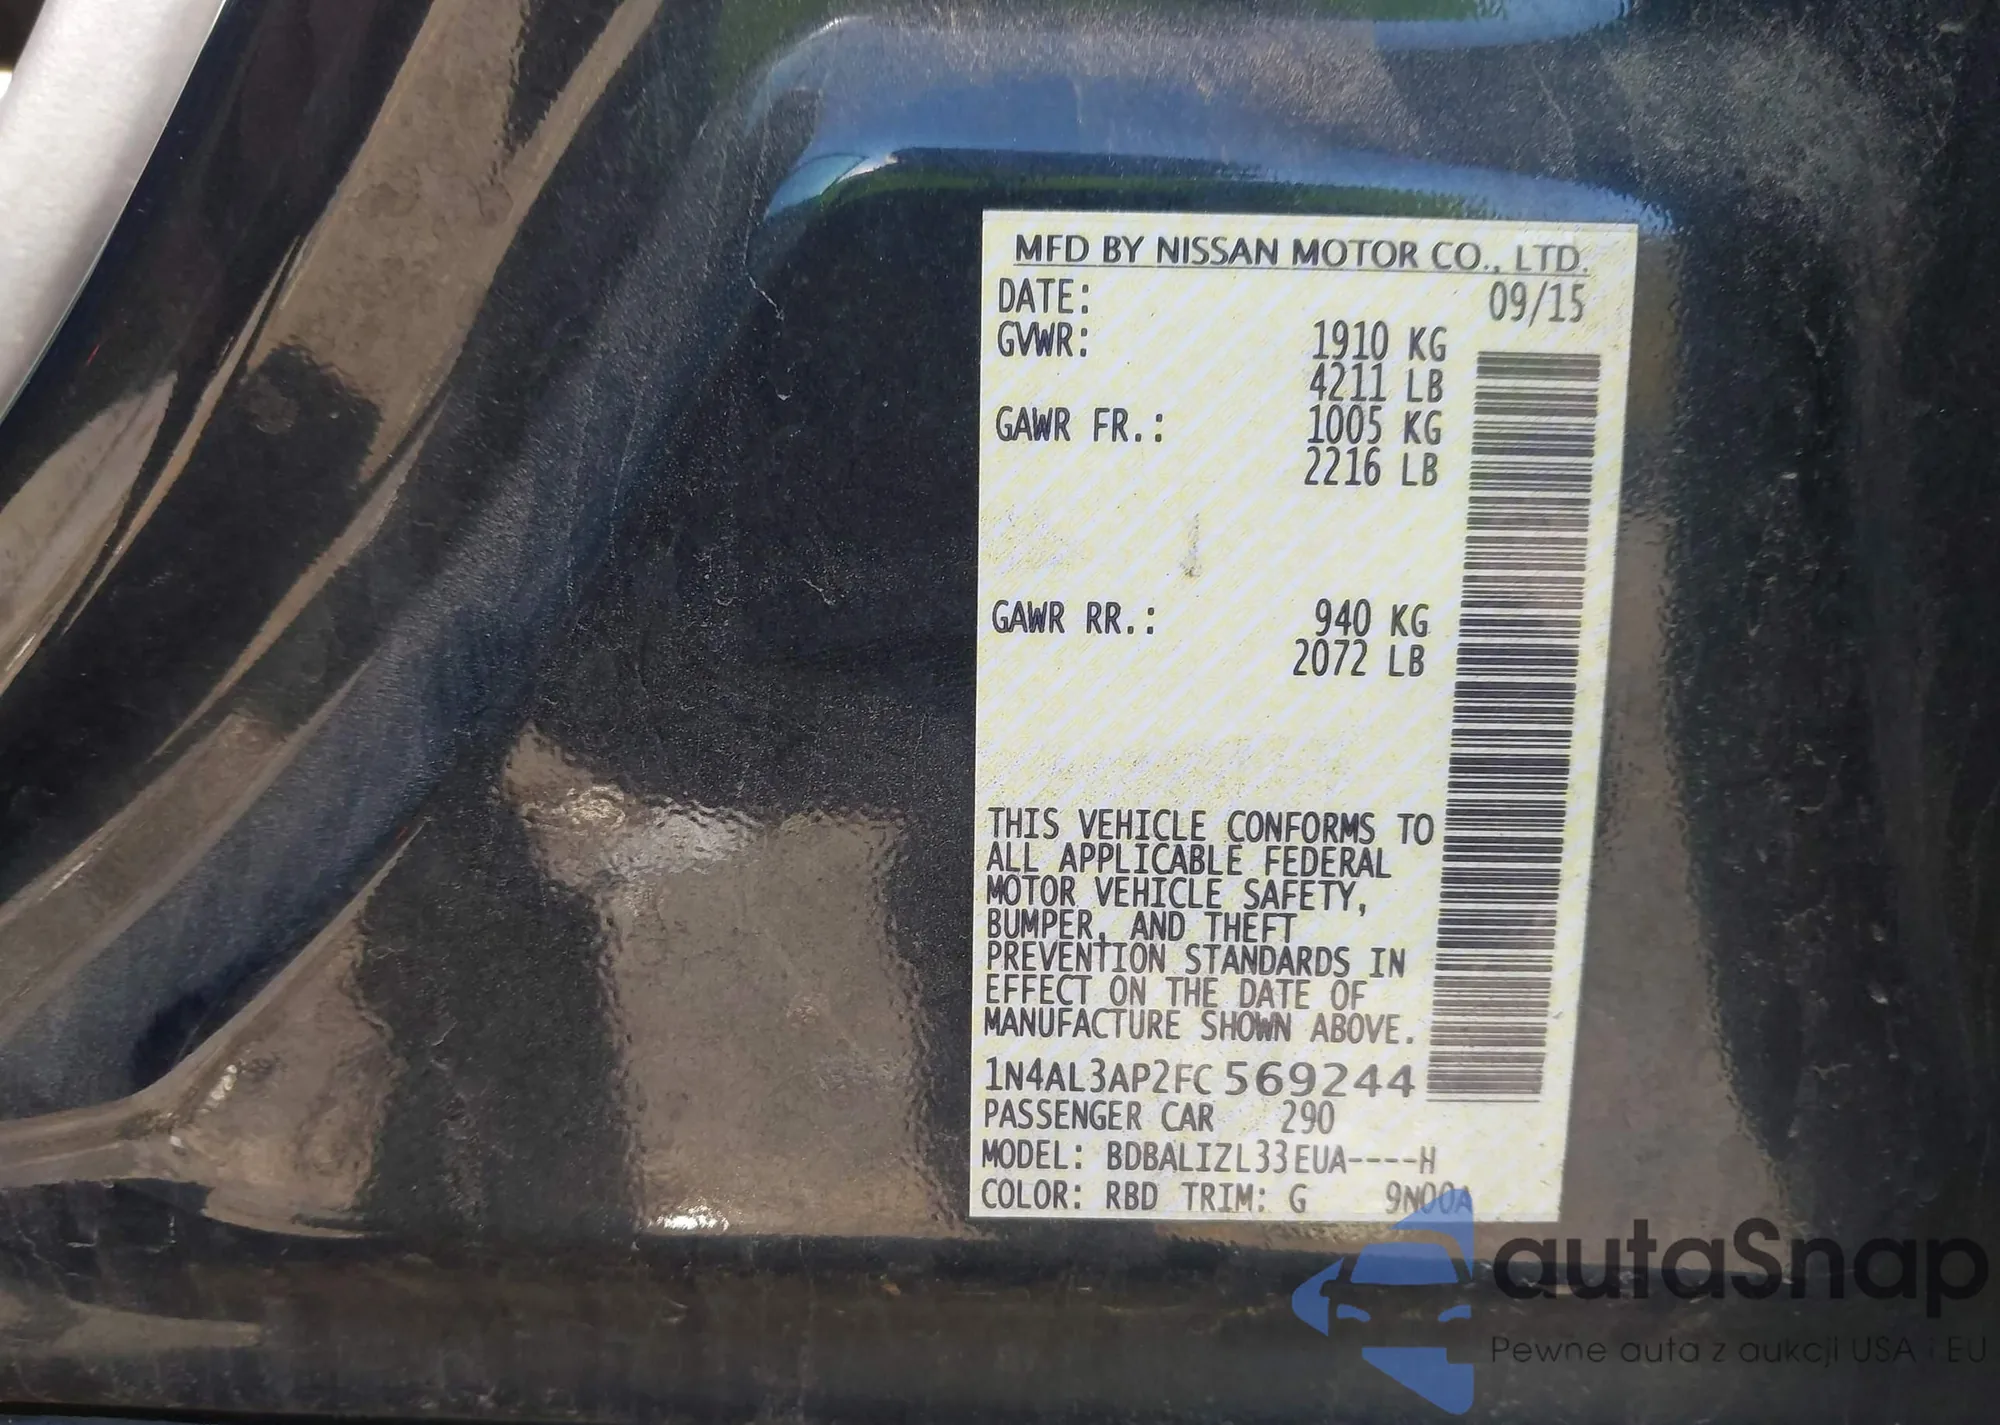 MFD BY NISSAN MOTOR CO., LTD.
DATE: 09/15
GVWR: 1910 KG
4211 LB
GAWR FR.: 1005 KG
2216 LB
GAWR RR.: 940 KG
2072 LB
THIS VEHICLE CONFORMS TO
ALL APPLICABLE FEDERAL
MOTOR VEHICLE SAFETY,
BUMPER, AND THEFT
PREVENTION STANDARDS IN
EFFECT ON THE DATE OF
MANUFACTURE SHOWN ABOVE.
1N4AL3AP2FC569244
PASSENGER CAR 290
MODEL: BDBALIZL33EUA----H
COLOR: RBD TRIM: G 9N00A
autaSnap
Pewne auta z aukcji USA i EU